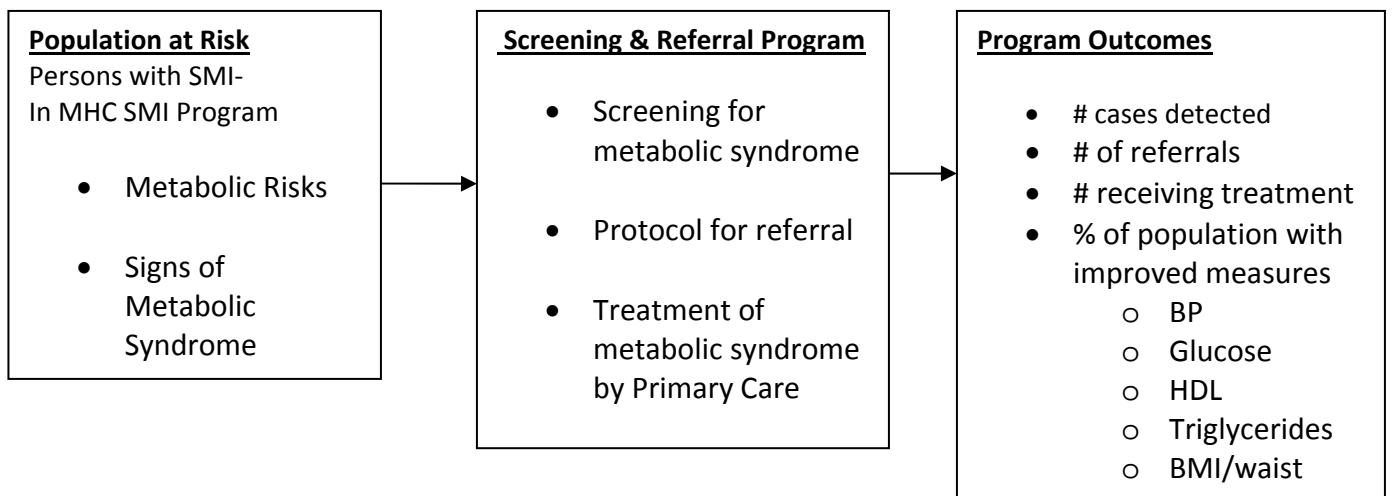 Population at Risk
Persons with SMI-
In MHC SMI Program
• Metabolic Risks
• Signs of
Metabolic
Syndrome
Screening & Referral Program
• Screening for
metabolic syndrome
• Protocol for referral
• Treatment of
metabolic syndrome
by Primary Care
Program Outcomes
• # cases detected
• # of referrals
• # receiving treatment
• % of population with
improved measures
o BP
o Glucose
o HDL
o Triglycerides
o BMI/waist